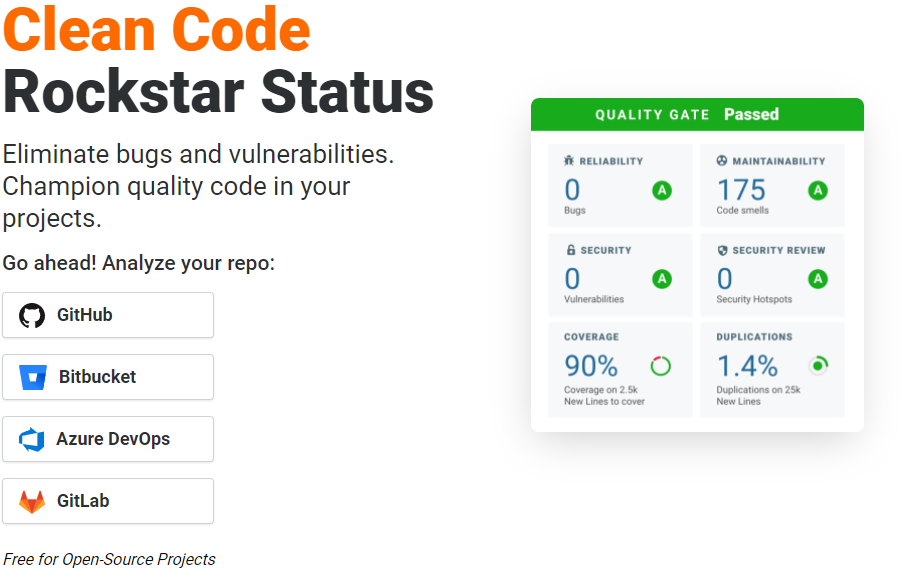 Clean Code
Rockstar Status
Eliminate bugs and vulnerabilities.
Champion quality code in your
projects.
Go ahead! Analyze your repo:
GitHub
Bitbucket
Azure DevOps
GitLab
Free for Open-Source Projects
QUALITY GATE Passed
RELIABILITY
0 A
Bugs
MAINTAINABILITY
175 A
Code smells
SECURITY
0 A
Vulnerabilities
SECURITY REVIEW
0 A
Security Hotspots
COVERAGE
90%
Coverage on 2.5k
New Lines to cover
DUPLICATIONS
1.4%
Duplications on 25k
New Lines